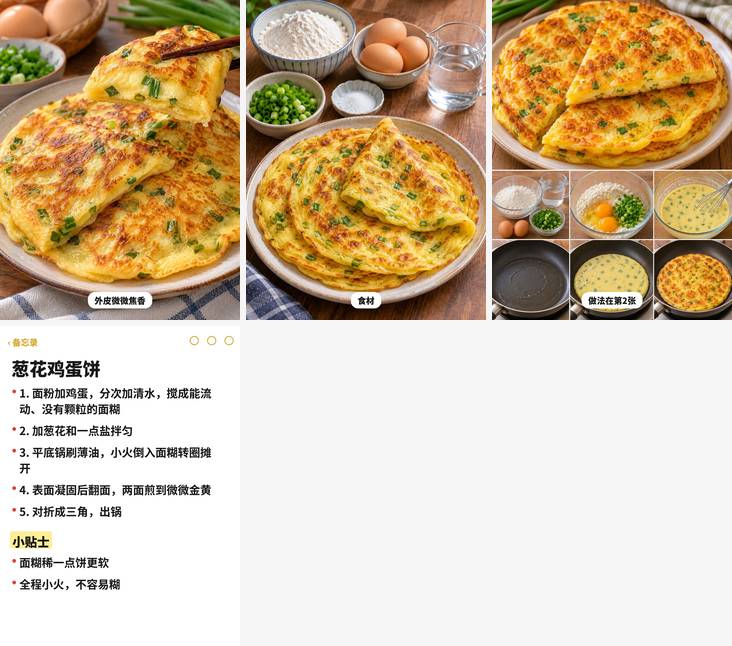 外皮微微焦香
食材
做法在第2张
‹ 备忘录
葱花鸡蛋饼
1. 面粉加鸡蛋，分次加清水，搅成能流
动、没有颗粒的面糊
2. 加葱花和一点盐拌匀
3. 平底锅刷薄油，小火倒入面糊转圈摊
开
4. 表面凝固后翻面，两面煎到微微金黄
5. 对折成三角，出锅
小贴士
面糊稀一点饼更软
全程小火，不容易糊